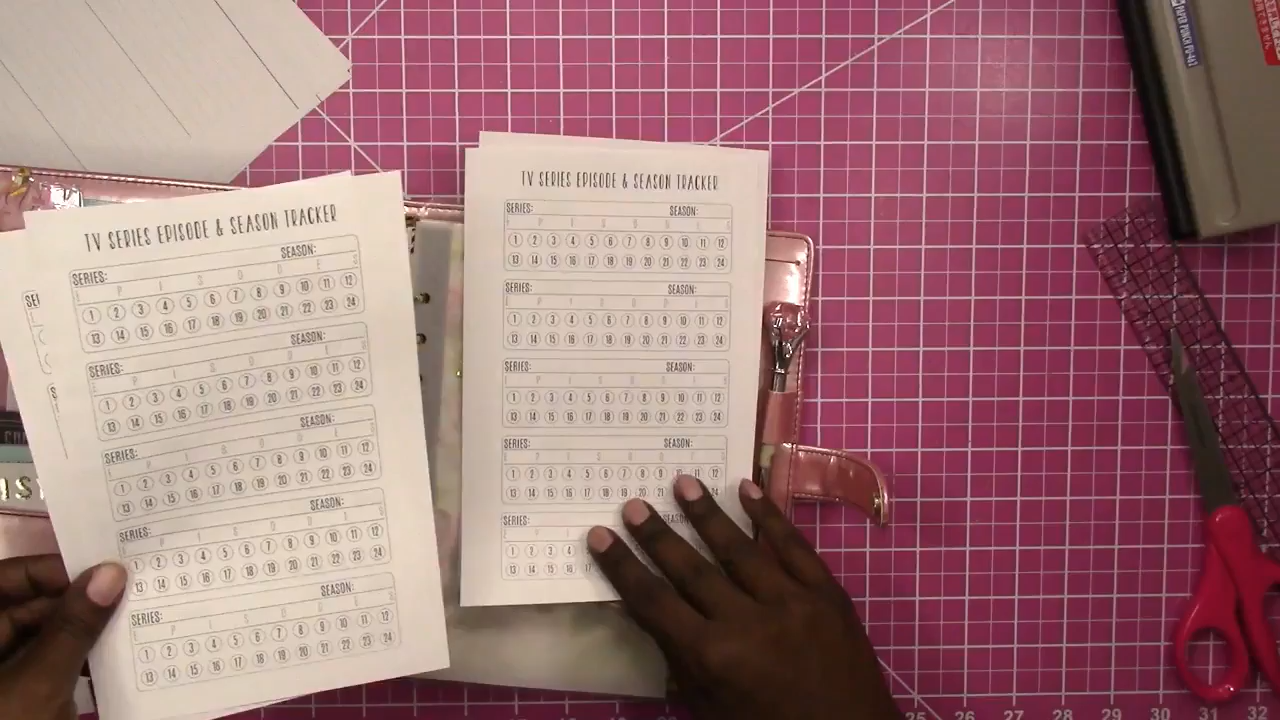 TV SERIES EPISODE & SEASON TRACKER
SERIES: SEASON:
E P I S O D E S
1 2 3 4 5 6 7 8 9 10 11 12
13 14 15 16 17 18 19 20 21 22 23 24
SERIES: SEASON:
E P I S O D E S
1 2 3 4 5 6 7 8 9 10 11 12
13 14 15 16 17 18 19 20 21 22 23 24
SERIES: SEASON:
E P I S O D E S
1 2 3 4 5 6 7 8 9 10 11 12
13 14 15 16 17 18 19 20 21 22 23 24
SERIES: SEASON:
E P I S O D E S
1 2 3 4 5 6 7 8 9 10 11 12
13 14 15 16 17 18 19 20 21 22 23 24
SERIES: SEASON:
E P I S O D E S
1 2 3 4 5 6 7 8 9 10 11 12
13 14 15 16 17 18 19 20 21 22 23 24
TV SERIES EPISODE & SEASON TRACKER
SERIES: SEASON:
E P I S O D E S
1 2 3 4 5 6 7 8 9 10 11 12
13 14 15 16 17 18 19 20 21 22 23 24
SERIES: SEASON:
E P I S O D E S
1 2 3 4 5 6 7 8 9 10 11 12
13 14 15 16 17 18 19 20 21 22 23 24
SERIES: SEASON:
E P I S O D E S
1 2 3 4 5 6 7 8 9 10 11 12
13 14 15 16 17 18 19 20 21 22 23 24
SERIES: SEASON:
E P I S O D E S
1 2 3 4 5 6 7 8 9 10 11 12
13 14 15 16 17 18 19 20 21 24
SERIES: SEASON:
E P I
1 2 3 4
13 14 15 16 17
PAPER PUNCH
25 26 27 28 29 30 31 32